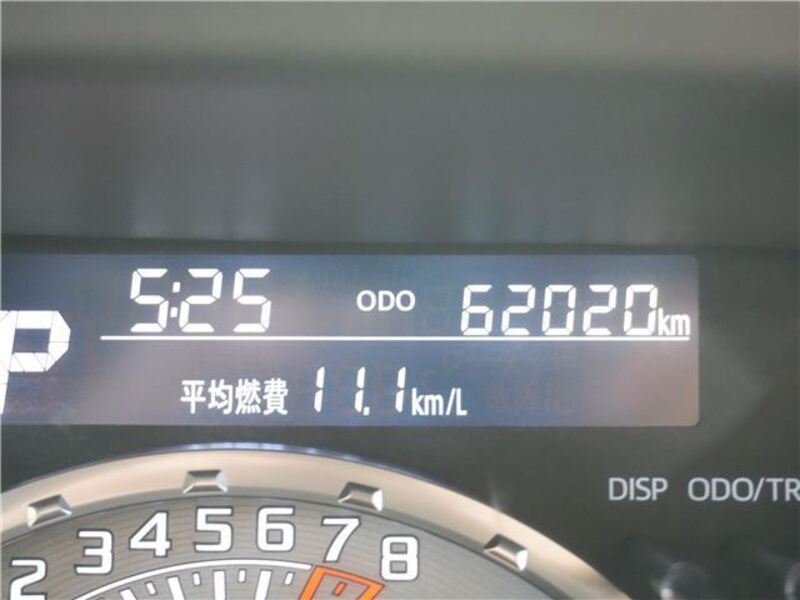 5:25 ODO 62020km
P
平均燃費 11.1km/L
DISP ODO/TR
2 3 4 5 6 7 8